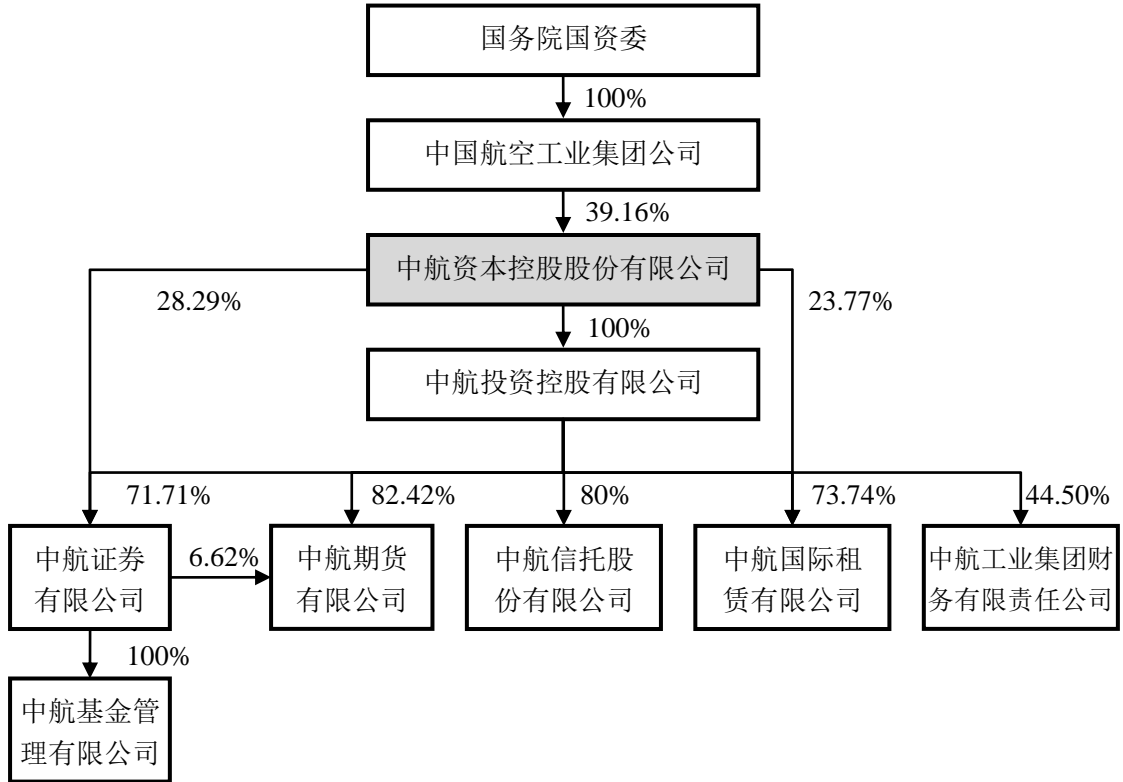 国务院国资委
100%
中国航空工业集团公司
39.16%
中航资本控股股份有限公司
28.29%
23.77%
100%
中航投资控股有限公司
71.71%
82.42%
80%
73.74%
44.50%
中航证券
有限公司
6.62%
中航期货
有限公司
中航信托股
份有限公司
中航国际租
赁有限公司
中航工业集团财
务有限责任公司
100%
中航基金管
理有限公司